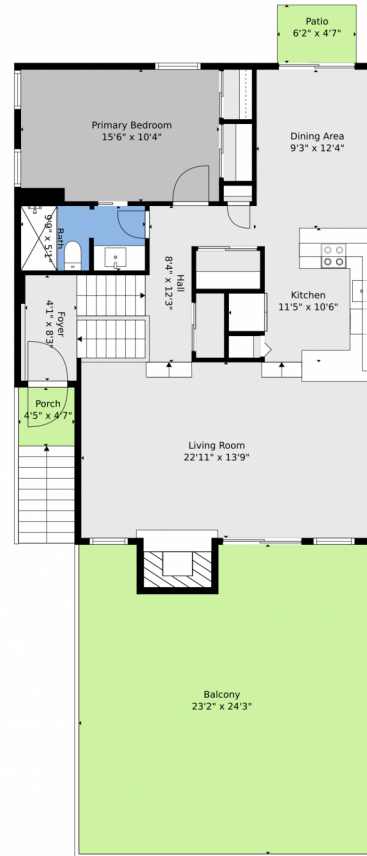 Patio
6'2" x 4'7"
Primary Bedroom
15'6" x 10'4"
Dining Area
9'3" x 12'4"
Bath
9'9" x 5'1"
Hall
8'4" x 12'3"
Kitchen
11'5" x 10'6"
Foyer
4'1" x 8'3"
Porch
4'5" x 4'7"
Living Room
22'11" x 13'9"
Balcony
23'2" x 24'3"